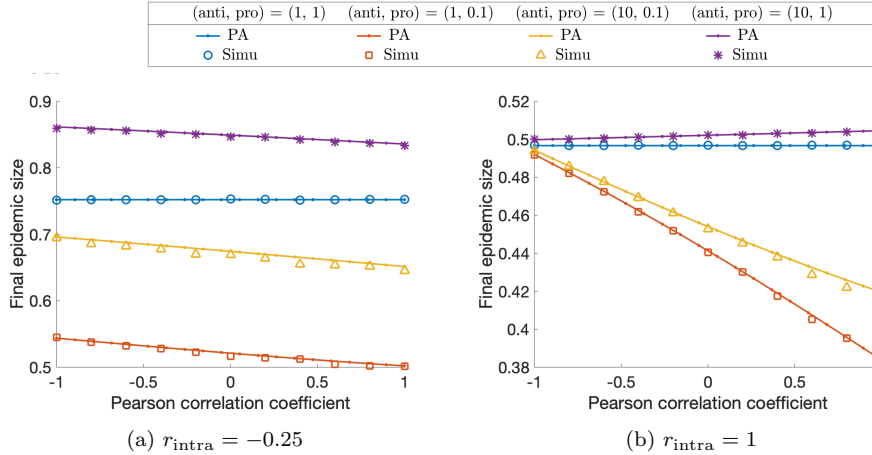 (anti, pro) = (1, 1) (anti, pro) = (1, 0.1) (anti, pro) = (10, 0.1) (anti, pro) = (10, 1)
PA PA PA PA
Simu Simu Simu Simu
0.9
0.8
0.7
0.6
0.5
Final epidemic size
-1 -0.5 0 0.5 1
Pearson correlation coefficient
(a) r_intra = −0.25
0.52
0.5
0.48
0.46
0.44
0.42
0.4
0.38
Final epidemic size
-1 -0.5 0 0.5
Pearson correlation coefficient
(b) r_intra = 1